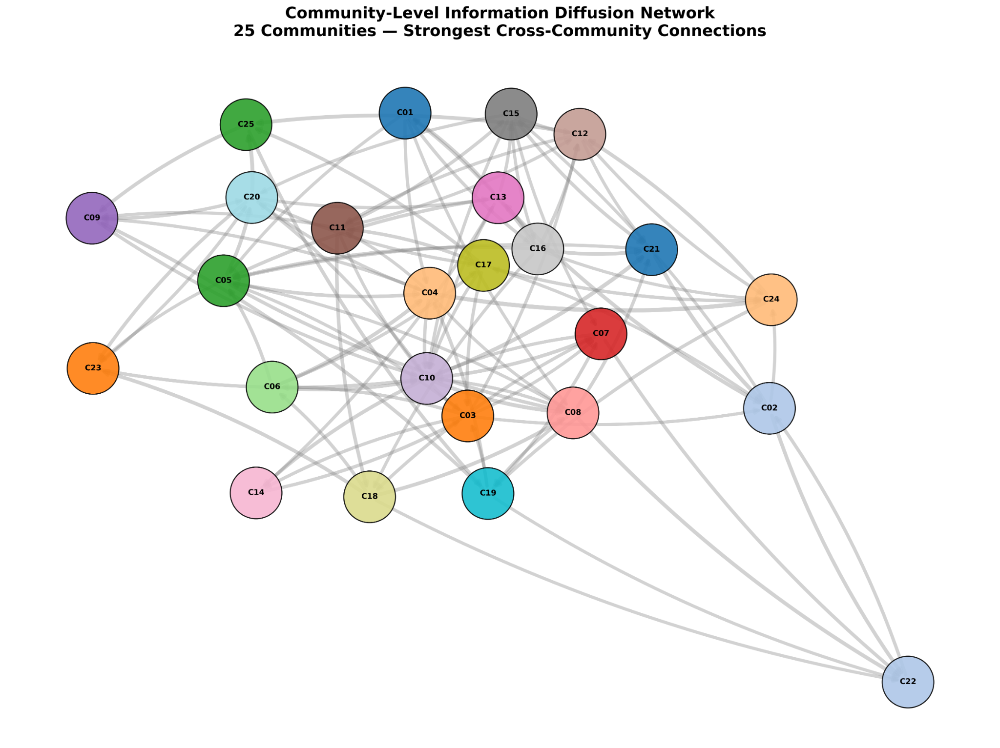 Community-Level Information Diffusion Network
25 Communities — Strongest Cross-Community Connections
C01
C15
C25
C12
C20
C13
C09
C11
C16
C21
C17
C05
C04
C24
C07
C23
C10
C06
C02
C08
C03
C14
C19
C18
C22